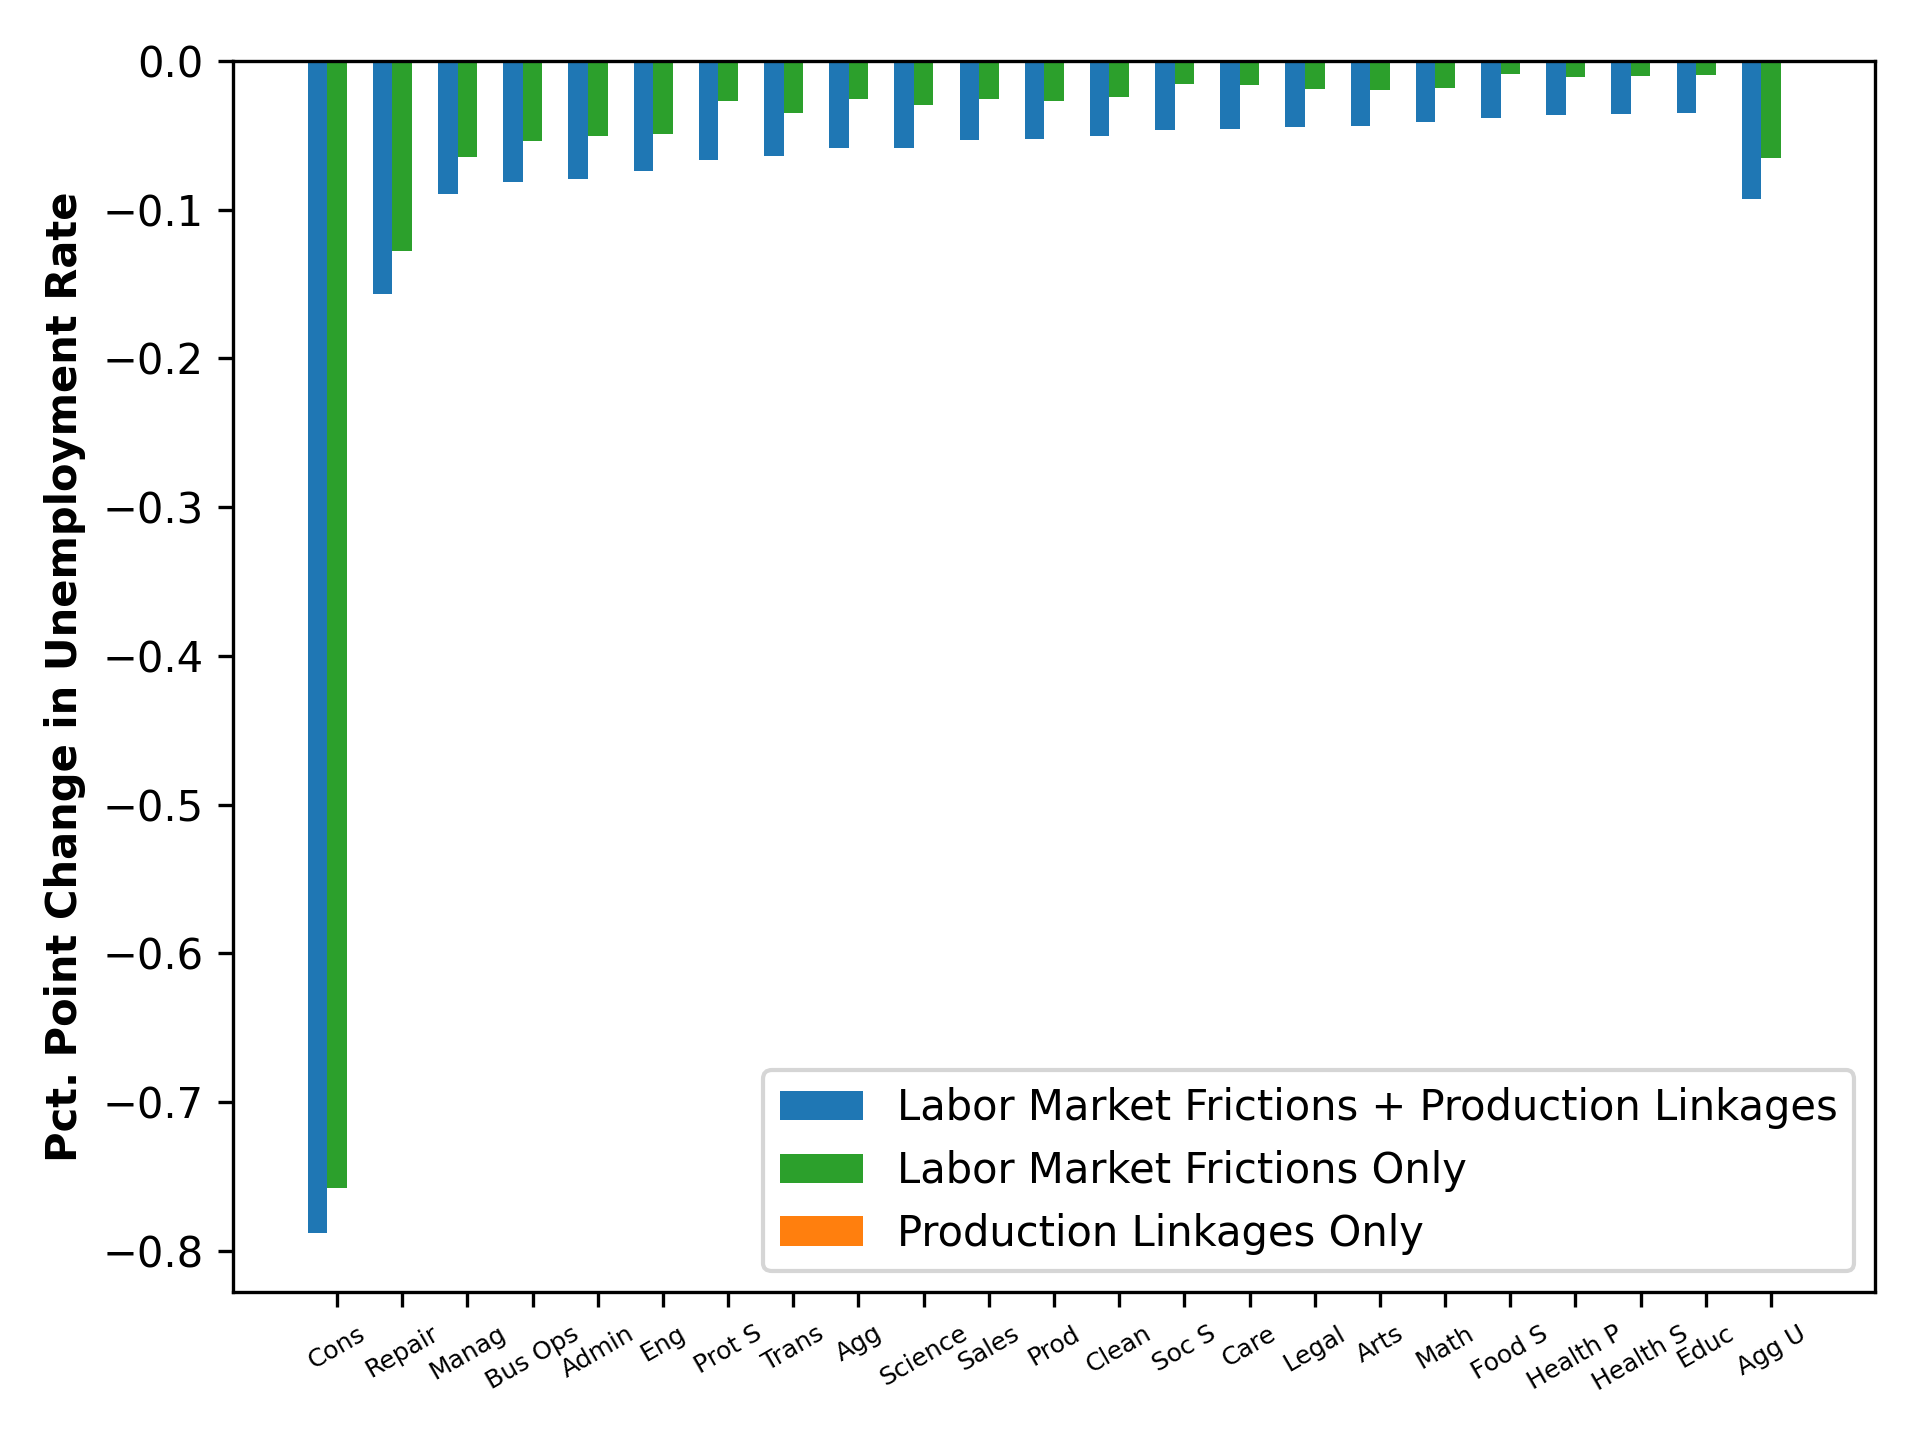 Pct. Point Change in Unemployment Rate
0.0
−0.1
−0.2
−0.3
−0.4
−0.5
−0.6
−0.7
−0.8
Labor Market Frictions + Production Linkages
Labor Market Frictions Only
Production Linkages Only
Cons
Repair
Manag
Bus Ops
Admin
Eng
Prot S
Trans
Agg
Science
Sales
Prod
Clean
Soc S
Care
Legal
Arts
Math
Food S
Health P
Health S
Educ
Agg U